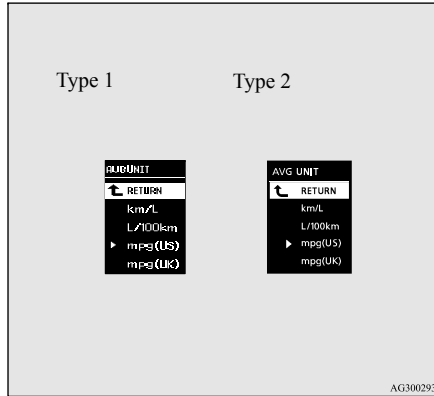 Type 1
Type 2
AVG UNIT
RETURN
km/L
L/100km
mpg(US)
mpg(UK)
AVG UNIT
RETURN
km/L
L/100km
mpg(US)
mpg(UK)
AG300293